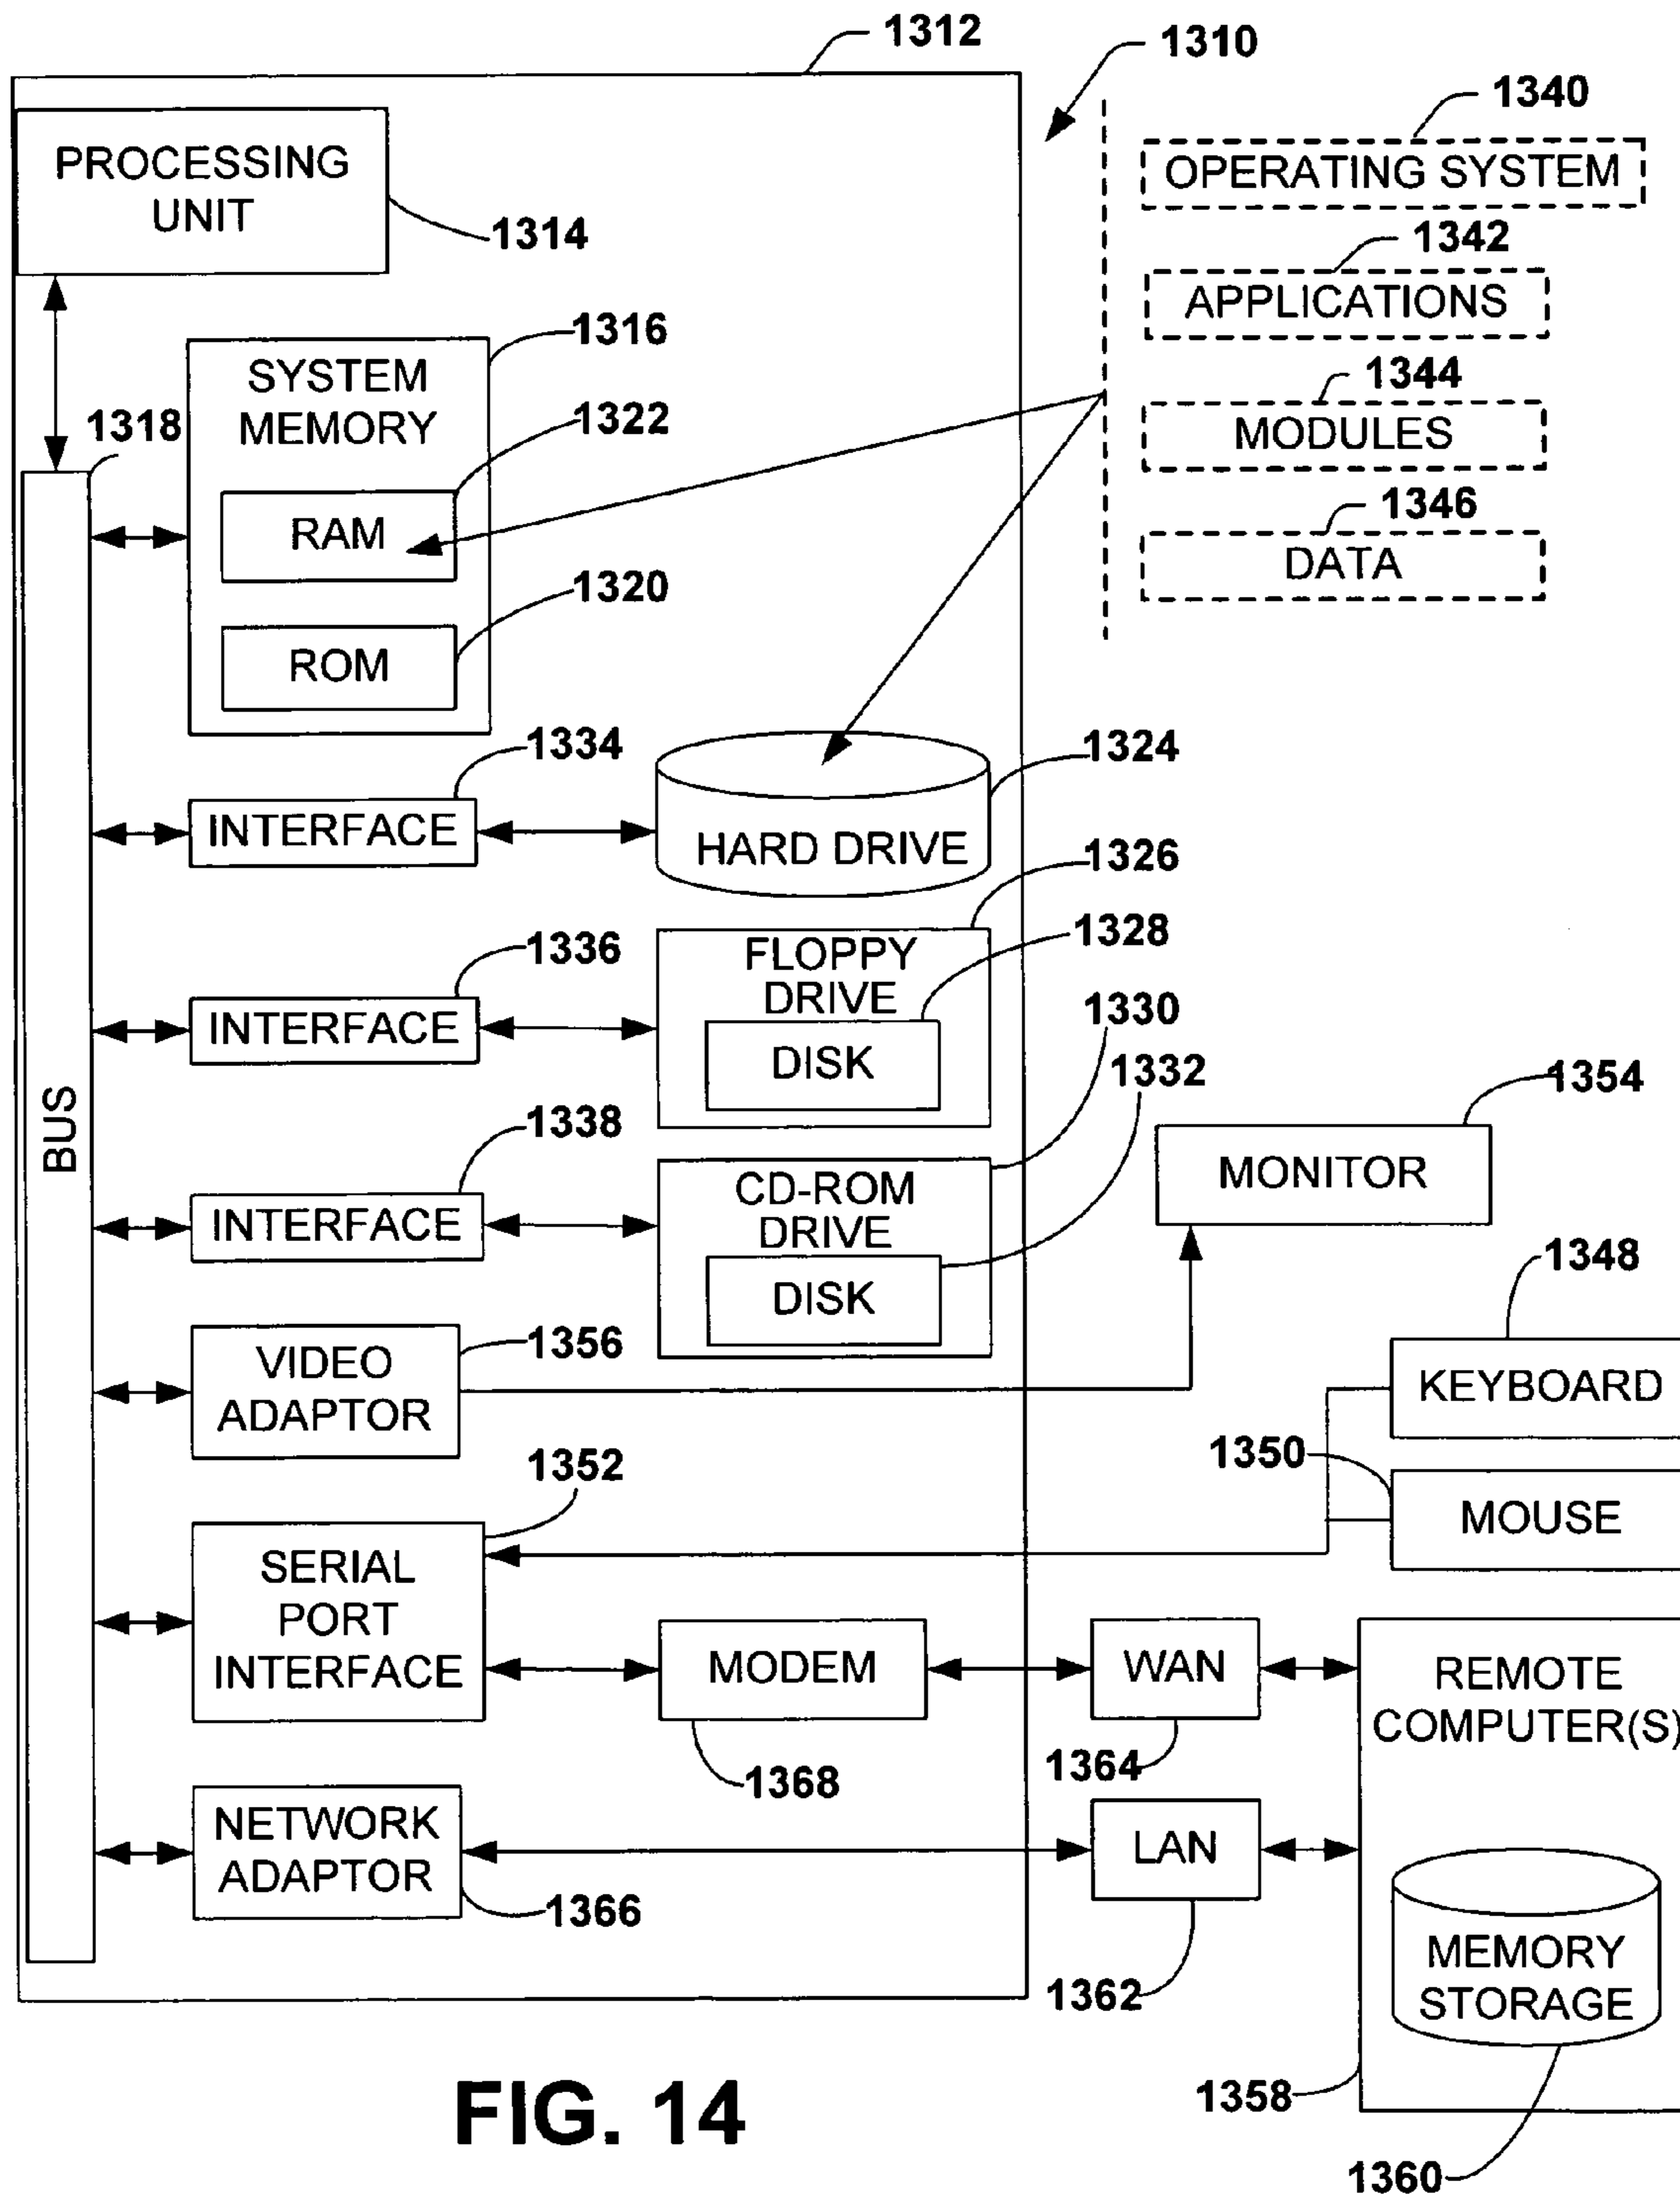 1312
1310
1340
PROCESSING
UNIT
OPERATING SYSTEM
1314
1342
APPLICATIONS
1316
1344
SYSTEM
MEMORY
1318
1322
MODULES
1346
RAM
DATA
1320
ROM
1334
1324
INTERFACE
HARD DRIVE
1326
1328
1336
FLOPPY
DRIVE
1330
INTERFACE
DISK
1332
1354
BUS
1338
MONITOR
CD-ROM
DRIVE
INTERFACE
1348
DISK
1356
VIDEO
ADAPTOR
KEYBOARD
1350
1352
MOUSE
SERIAL
PORT
INTERFACE
MODEM
WAN
REMOTE
COMPUTER(S)
1368
1364
NETWORK
ADAPTOR
LAN
1366
MEMORY
STORAGE
1362
1358
FIG. 14
1360